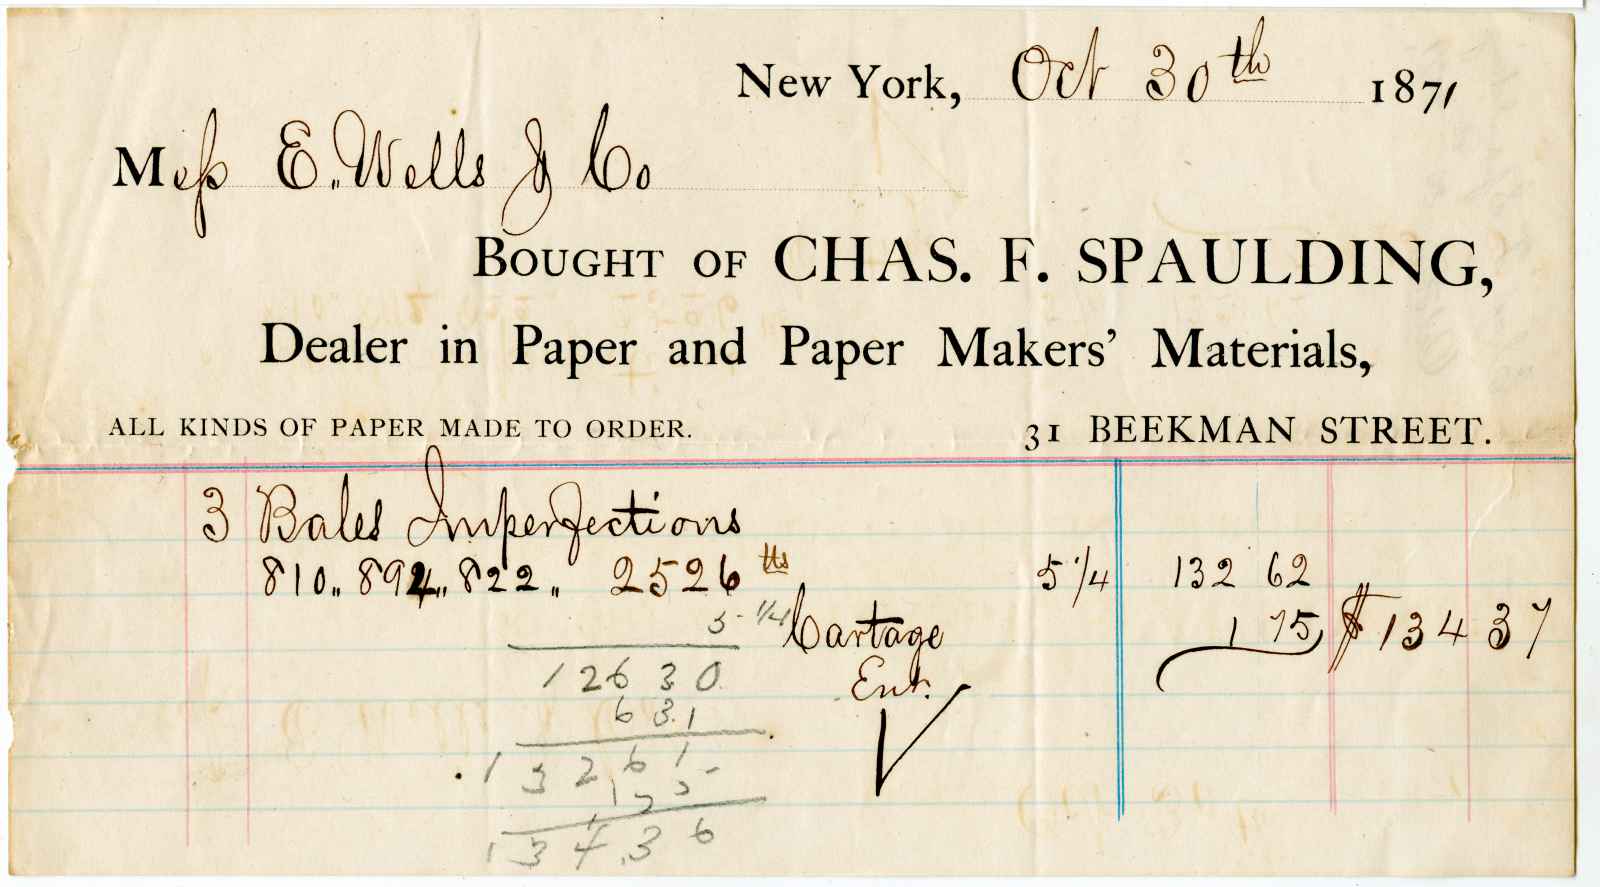 New York, Oct 30th 1871
Mess E. Wells & Co
BOUGHT OF CHAS. F. SPAULDING,
Dealer in Paper and Paper Makers' Materials,
ALL KINDS OF PAPER MADE TO ORDER. 31 BEEKMAN STREET.
3 Bales Imperfections
810 „ 894 „ 822 „ 2526 lbs 5 1/4 132 62
5 1/4 Cartage 1 75 $134 37
12630 Ent.
631
13261
175
134.36